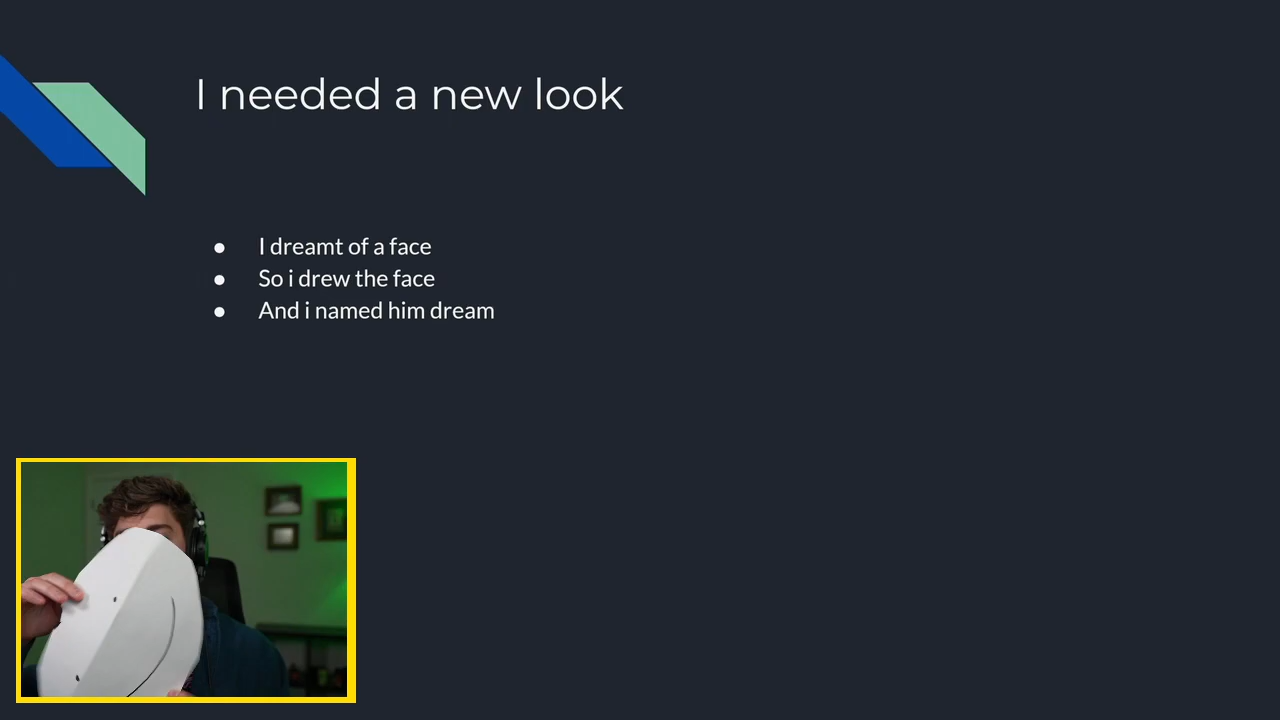 I needed a new look
I dreamt of a face
So i drew the face
And i named him dream